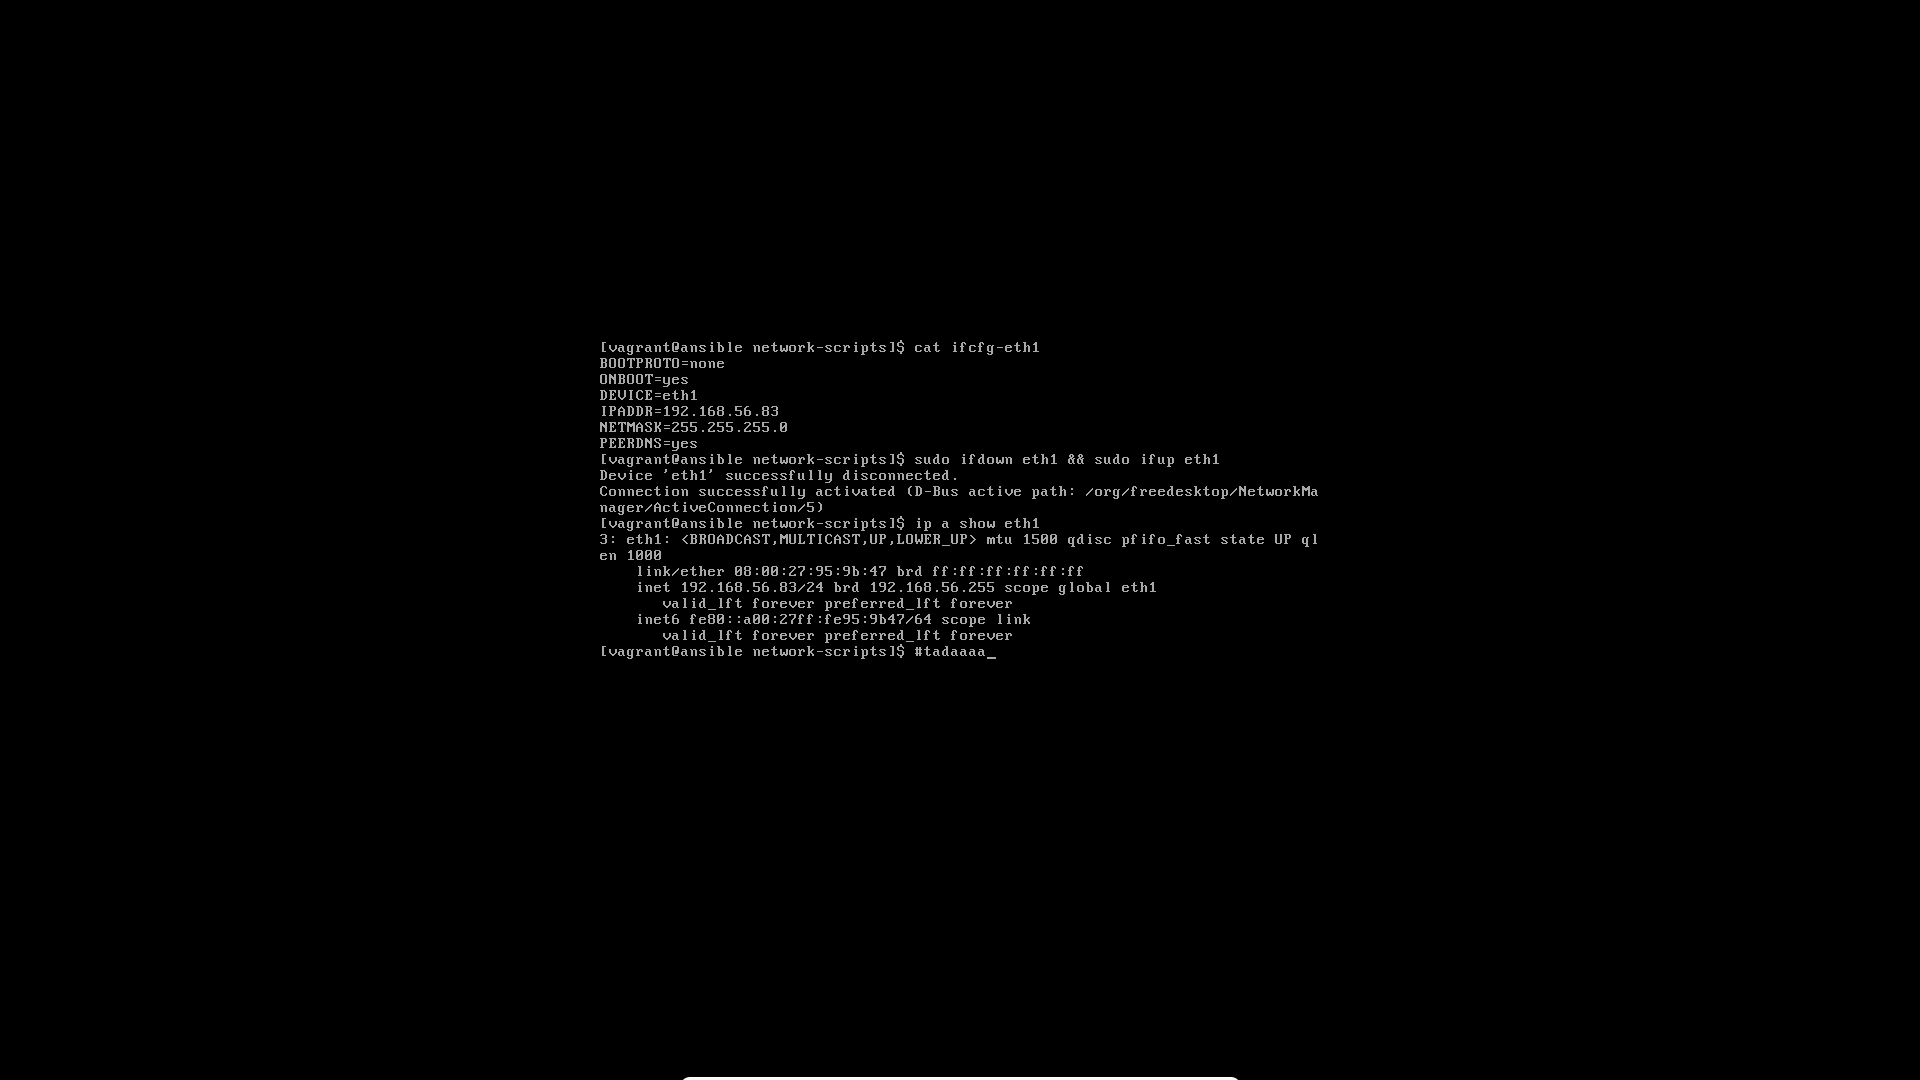 [vagrant@ansible network-scripts]$ cat ifcfg-eth1
BOOTPROTO=none
ONBOOT=yes
DEVICE=eth1
IPADDR=192.168.56.83
NETMASK=255.255.255.0
PEERDNS=yes
[vagrant@ansible network-scripts]$ sudo ifdown eth1 && sudo ifup eth1
Device 'eth1' successfully disconnected.
Connection successfully activated (D-Bus active path: /org/freedesktop/NetworkMa
nager/ActiveConnection/5)
[vagrant@ansible network-scripts]$ ip a show eth1
3: eth1: <BROADCAST,MULTICAST,UP,LOWER_UP> mtu 1500 qdisc pfifo_fast state UP ql
en 1000
    link/ether 08:00:27:95:9b:47 brd ff:ff:ff:ff:ff:ff
    inet 192.168.56.83/24 brd 192.168.56.255 scope global eth1
       valid_lft forever preferred_lft forever
    inet6 fe80::a00:27ff:fe95:9b47/64 scope link
       valid_lft forever preferred_lft forever
[vagrant@ansible network-scripts]$ #tadaaaa_